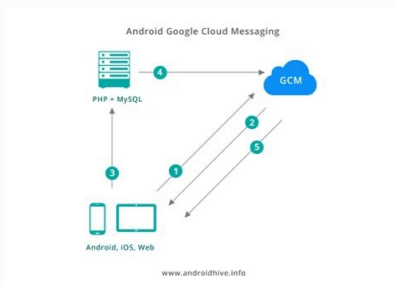 Android Google Cloud Messaging
4
GCM
PHP + MySQL
2
5
3
1
Android, iOS, Web
www.androidhive.info